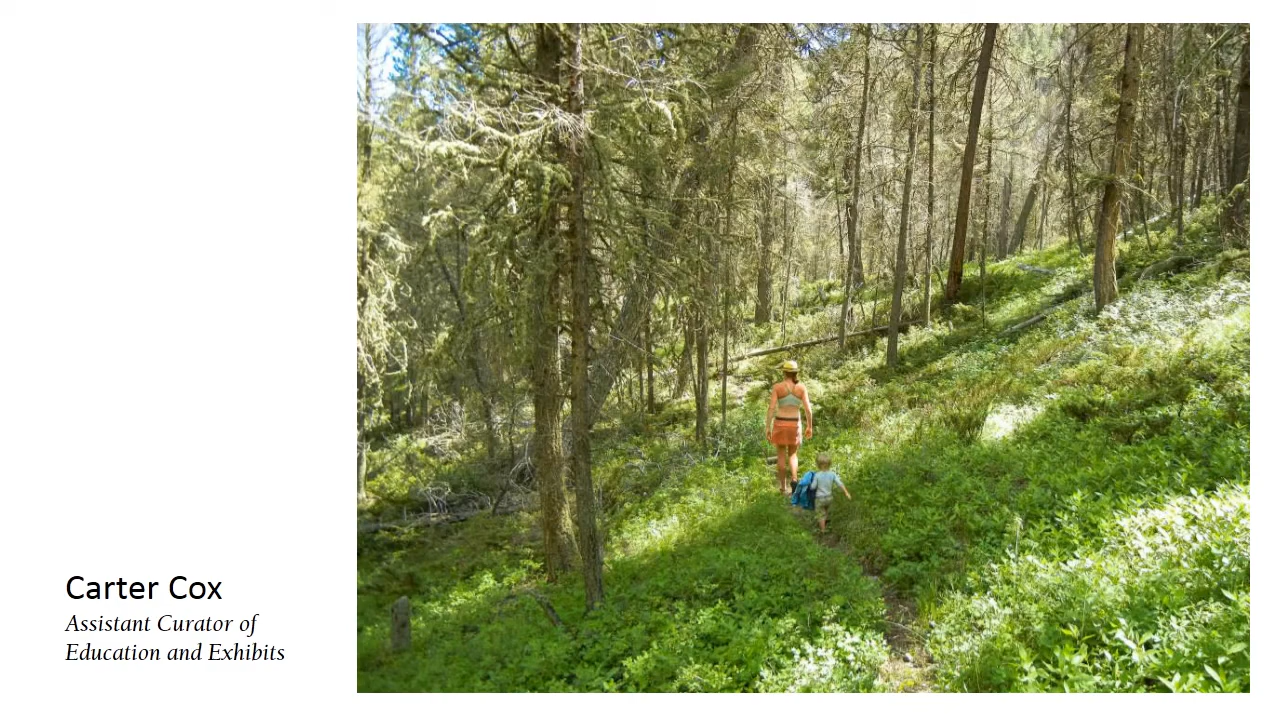 Carter Cox
Assistant Curator of
Education and Exhibits